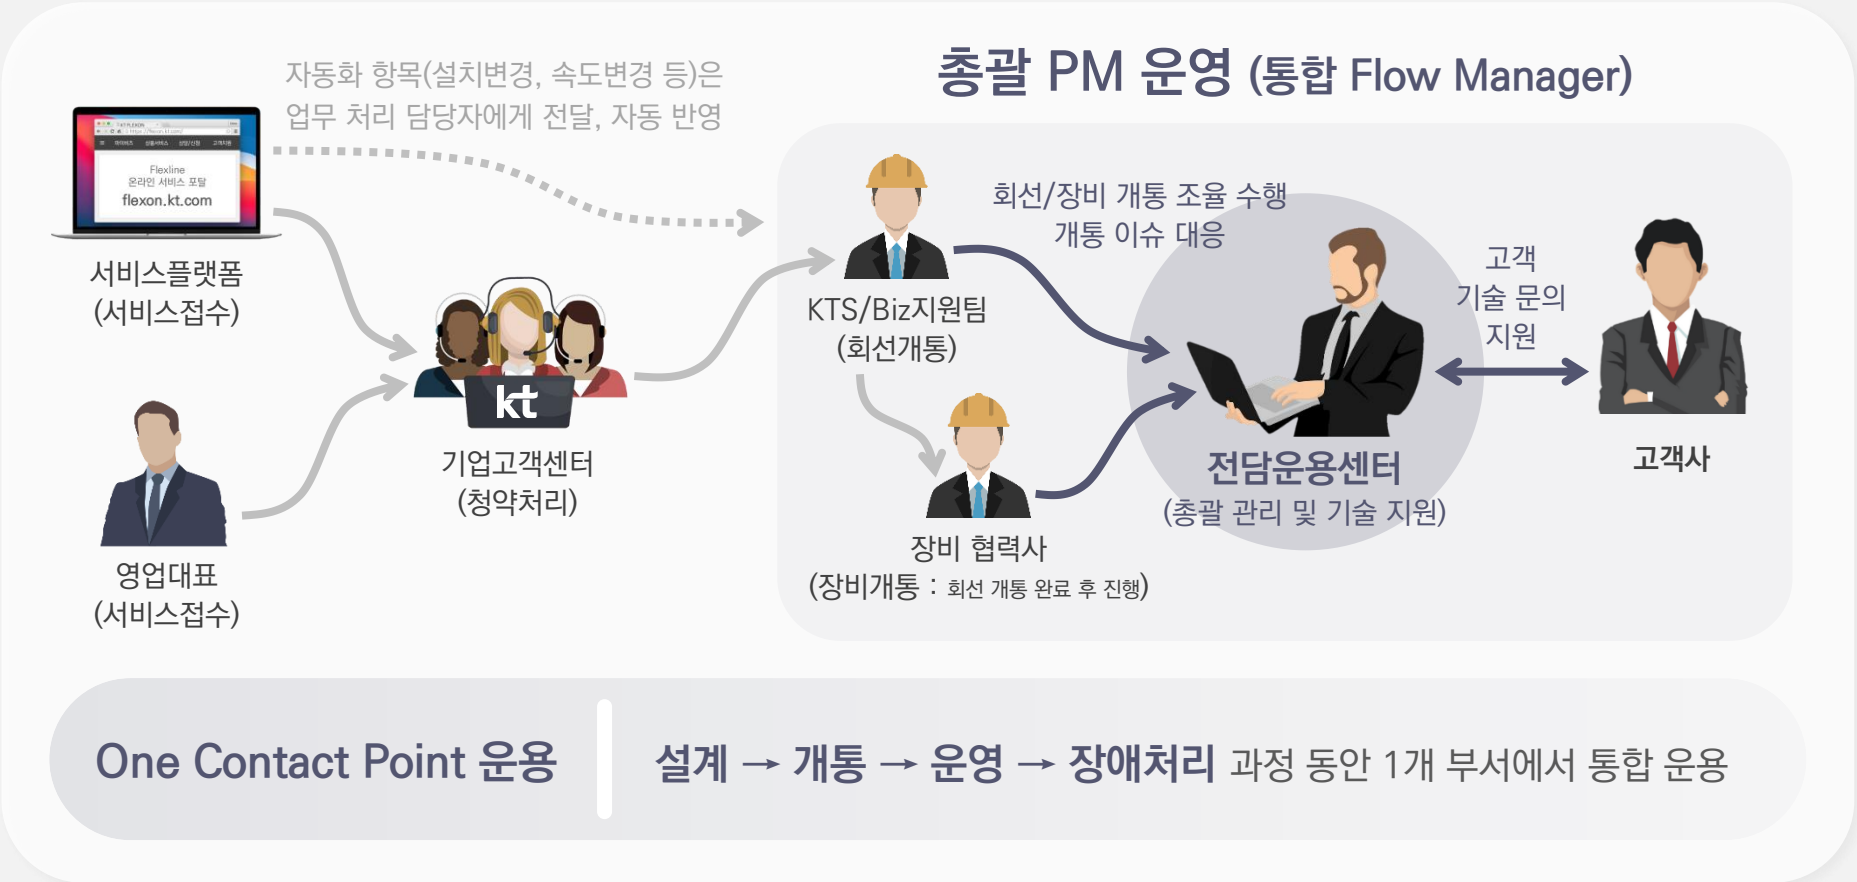 자동화 항목(설치변경, 속도변경 등)은
업무 처리 담당자에게 전달, 자동 반영
총괄 PM 운영 (통합 Flow Manager)
Flexline
온라인 서비스 포탈
flexon.kt.com
서비스플랫폼
(서비스접수)
영업대표
(서비스접수)
kt
기업고객센터
(청약처리)
KTS/Biz지원팀
(회선개통)
장비 협력사
(장비개통 : 회선 개통 완료 후 진행)
회선/장비 개통 조율 수행
개통 이슈 대응
전담운용센터
(총괄 관리 및 기술 지원)
고객
기술 문의
지원
고객사
One Contact Point 운용
설계 → 개통 → 운영 → 장애처리 과정 동안 1개 부서에서 통합 운용